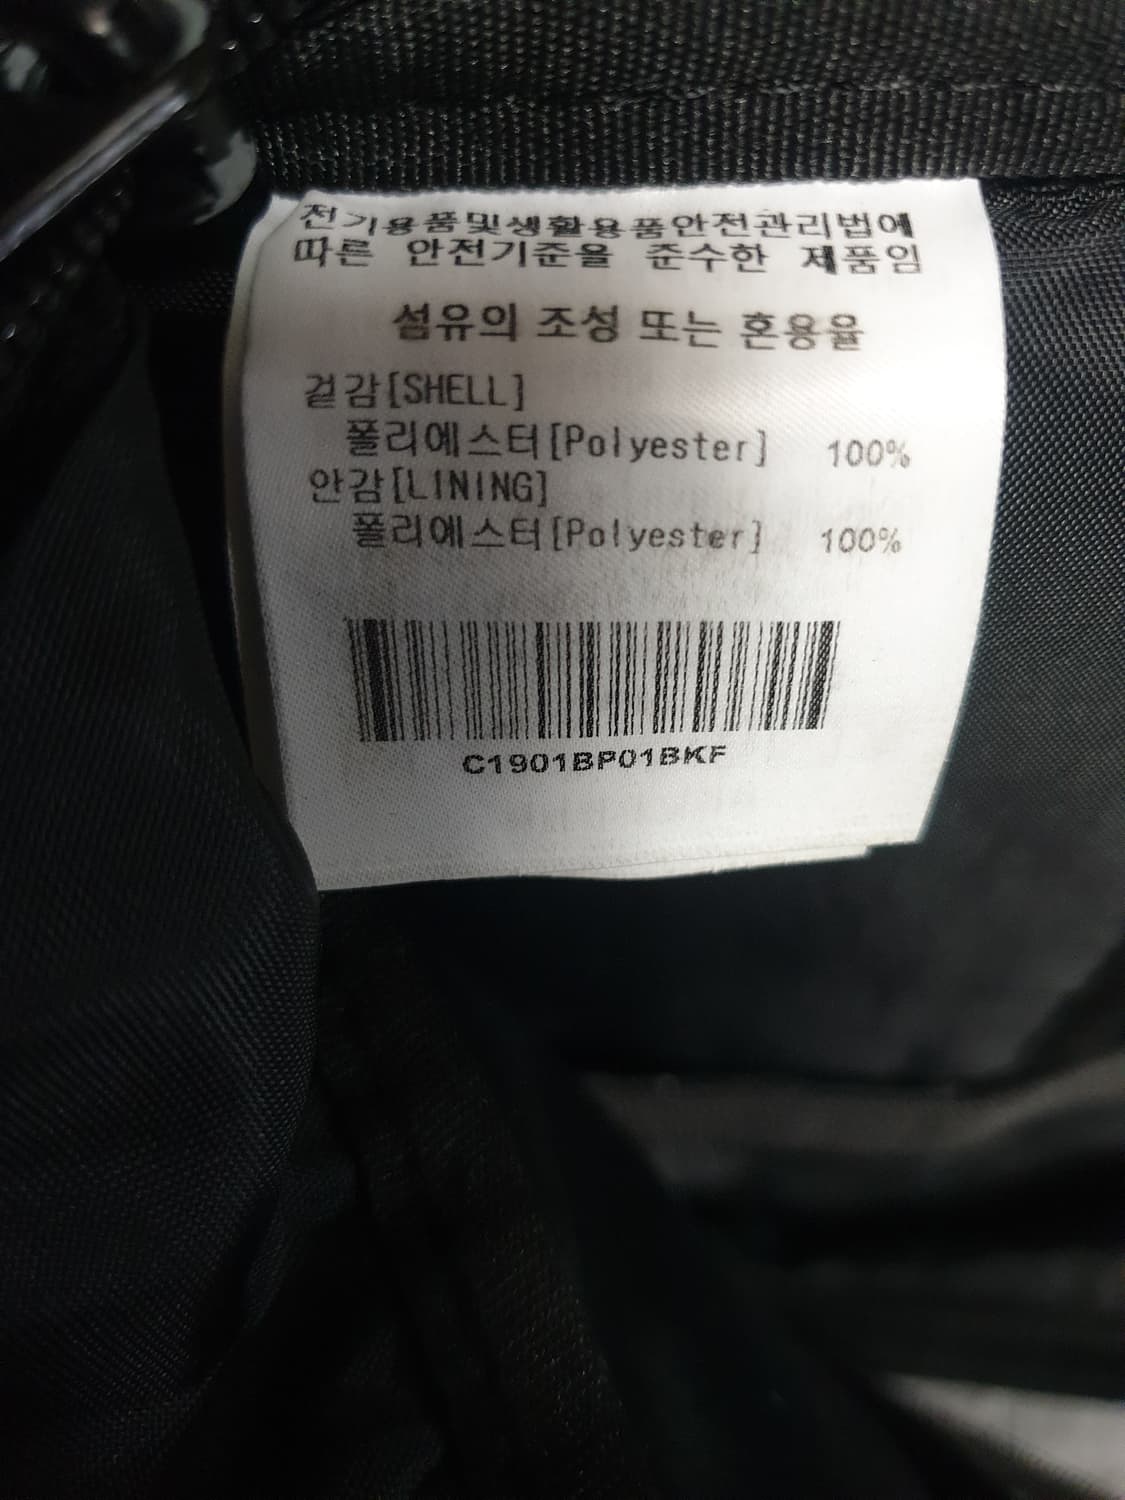 전기용품및생활용품안전관리법에
따른 안전기준을 준수한 제품임
섬유의 조성 또는 혼용율
겉감[SHELL]
폴리에스터[Polyester] 100%
안감[LINING]
폴리에스터[Polyester] 100%
C1901BP01BKF